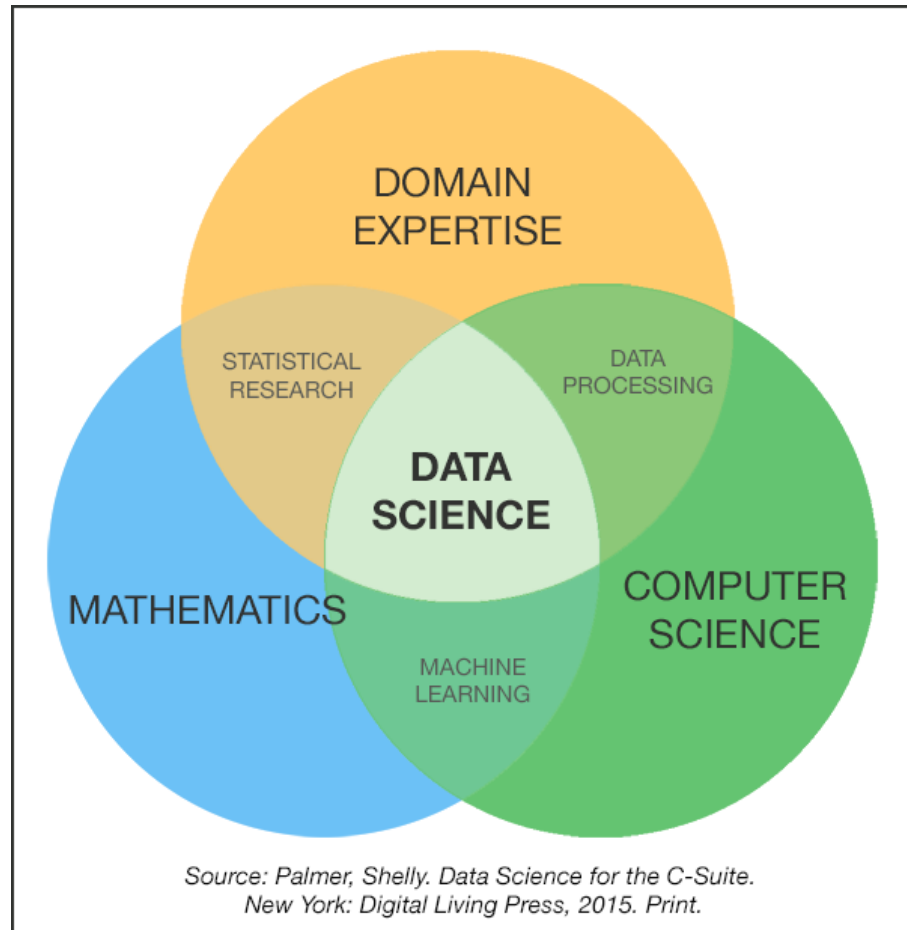 DOMAIN
EXPERTISE
STATISTICAL
RESEARCH
DATA
PROCESSING
DATA
SCIENCE
MATHEMATICS
COMPUTER
SCIENCE
MACHINE
LEARNING
Source: Palmer, Shelly. Data Science for the C-Suite.
New York: Digital Living Press, 2015. Print.